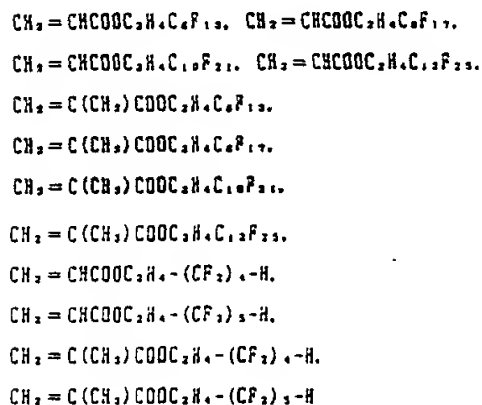 CH₂=CHCOOC₂H₄C₆F₁₃, CH₂=CHCOOC₂H₄C₈F₁₇,
CH₂=CHCOOC₂H₄C₁₀F₂₁, CH₂=CHCOOC₂H₄C₁₂F₂₅,
CH₂=C(CH₃)COOC₂H₄C₆F₁₃,
CH₂=C(CH₃)COOC₂H₄C₈F₁₇,
CH₂=C(CH₃)COOC₂H₄C₁₀F₂₁,
CH₂=C(CH₃)COOC₂H₄C₁₂F₂₅,
CH₂=CHCOOC₂H₄-(CF₂)₄-H,
CH₂=CHCOOC₂H₄-(CF₂)₅-H,
CH₂=C(CH₃)COOC₂H₄-(CF₂)₄-H,
CH₂=C(CH₃)COOC₂H₄-(CF₂)₅-H